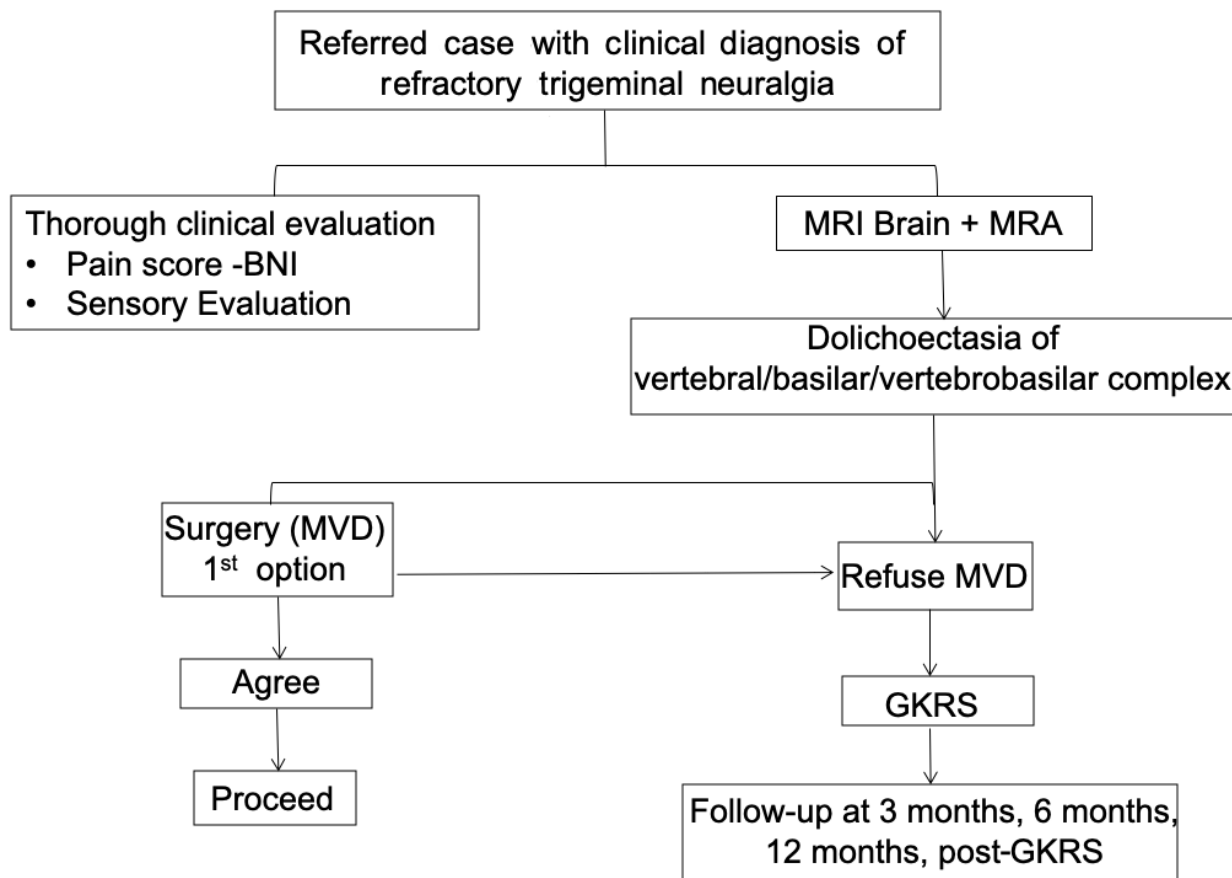 Referred case with clinical diagnosis of
refractory trigeminal neuralgia
Thorough clinical evaluation
• Pain score -BNI
• Sensory Evaluation
MRI Brain + MRA
Dolichoectasia of
vertebral/basilar/vertebrobasilar complex
Surgery (MVD)
1st option
Refuse MVD
Agree
GKRS
Proceed
Follow-up at 3 months, 6 months,
12 months, post-GKRS